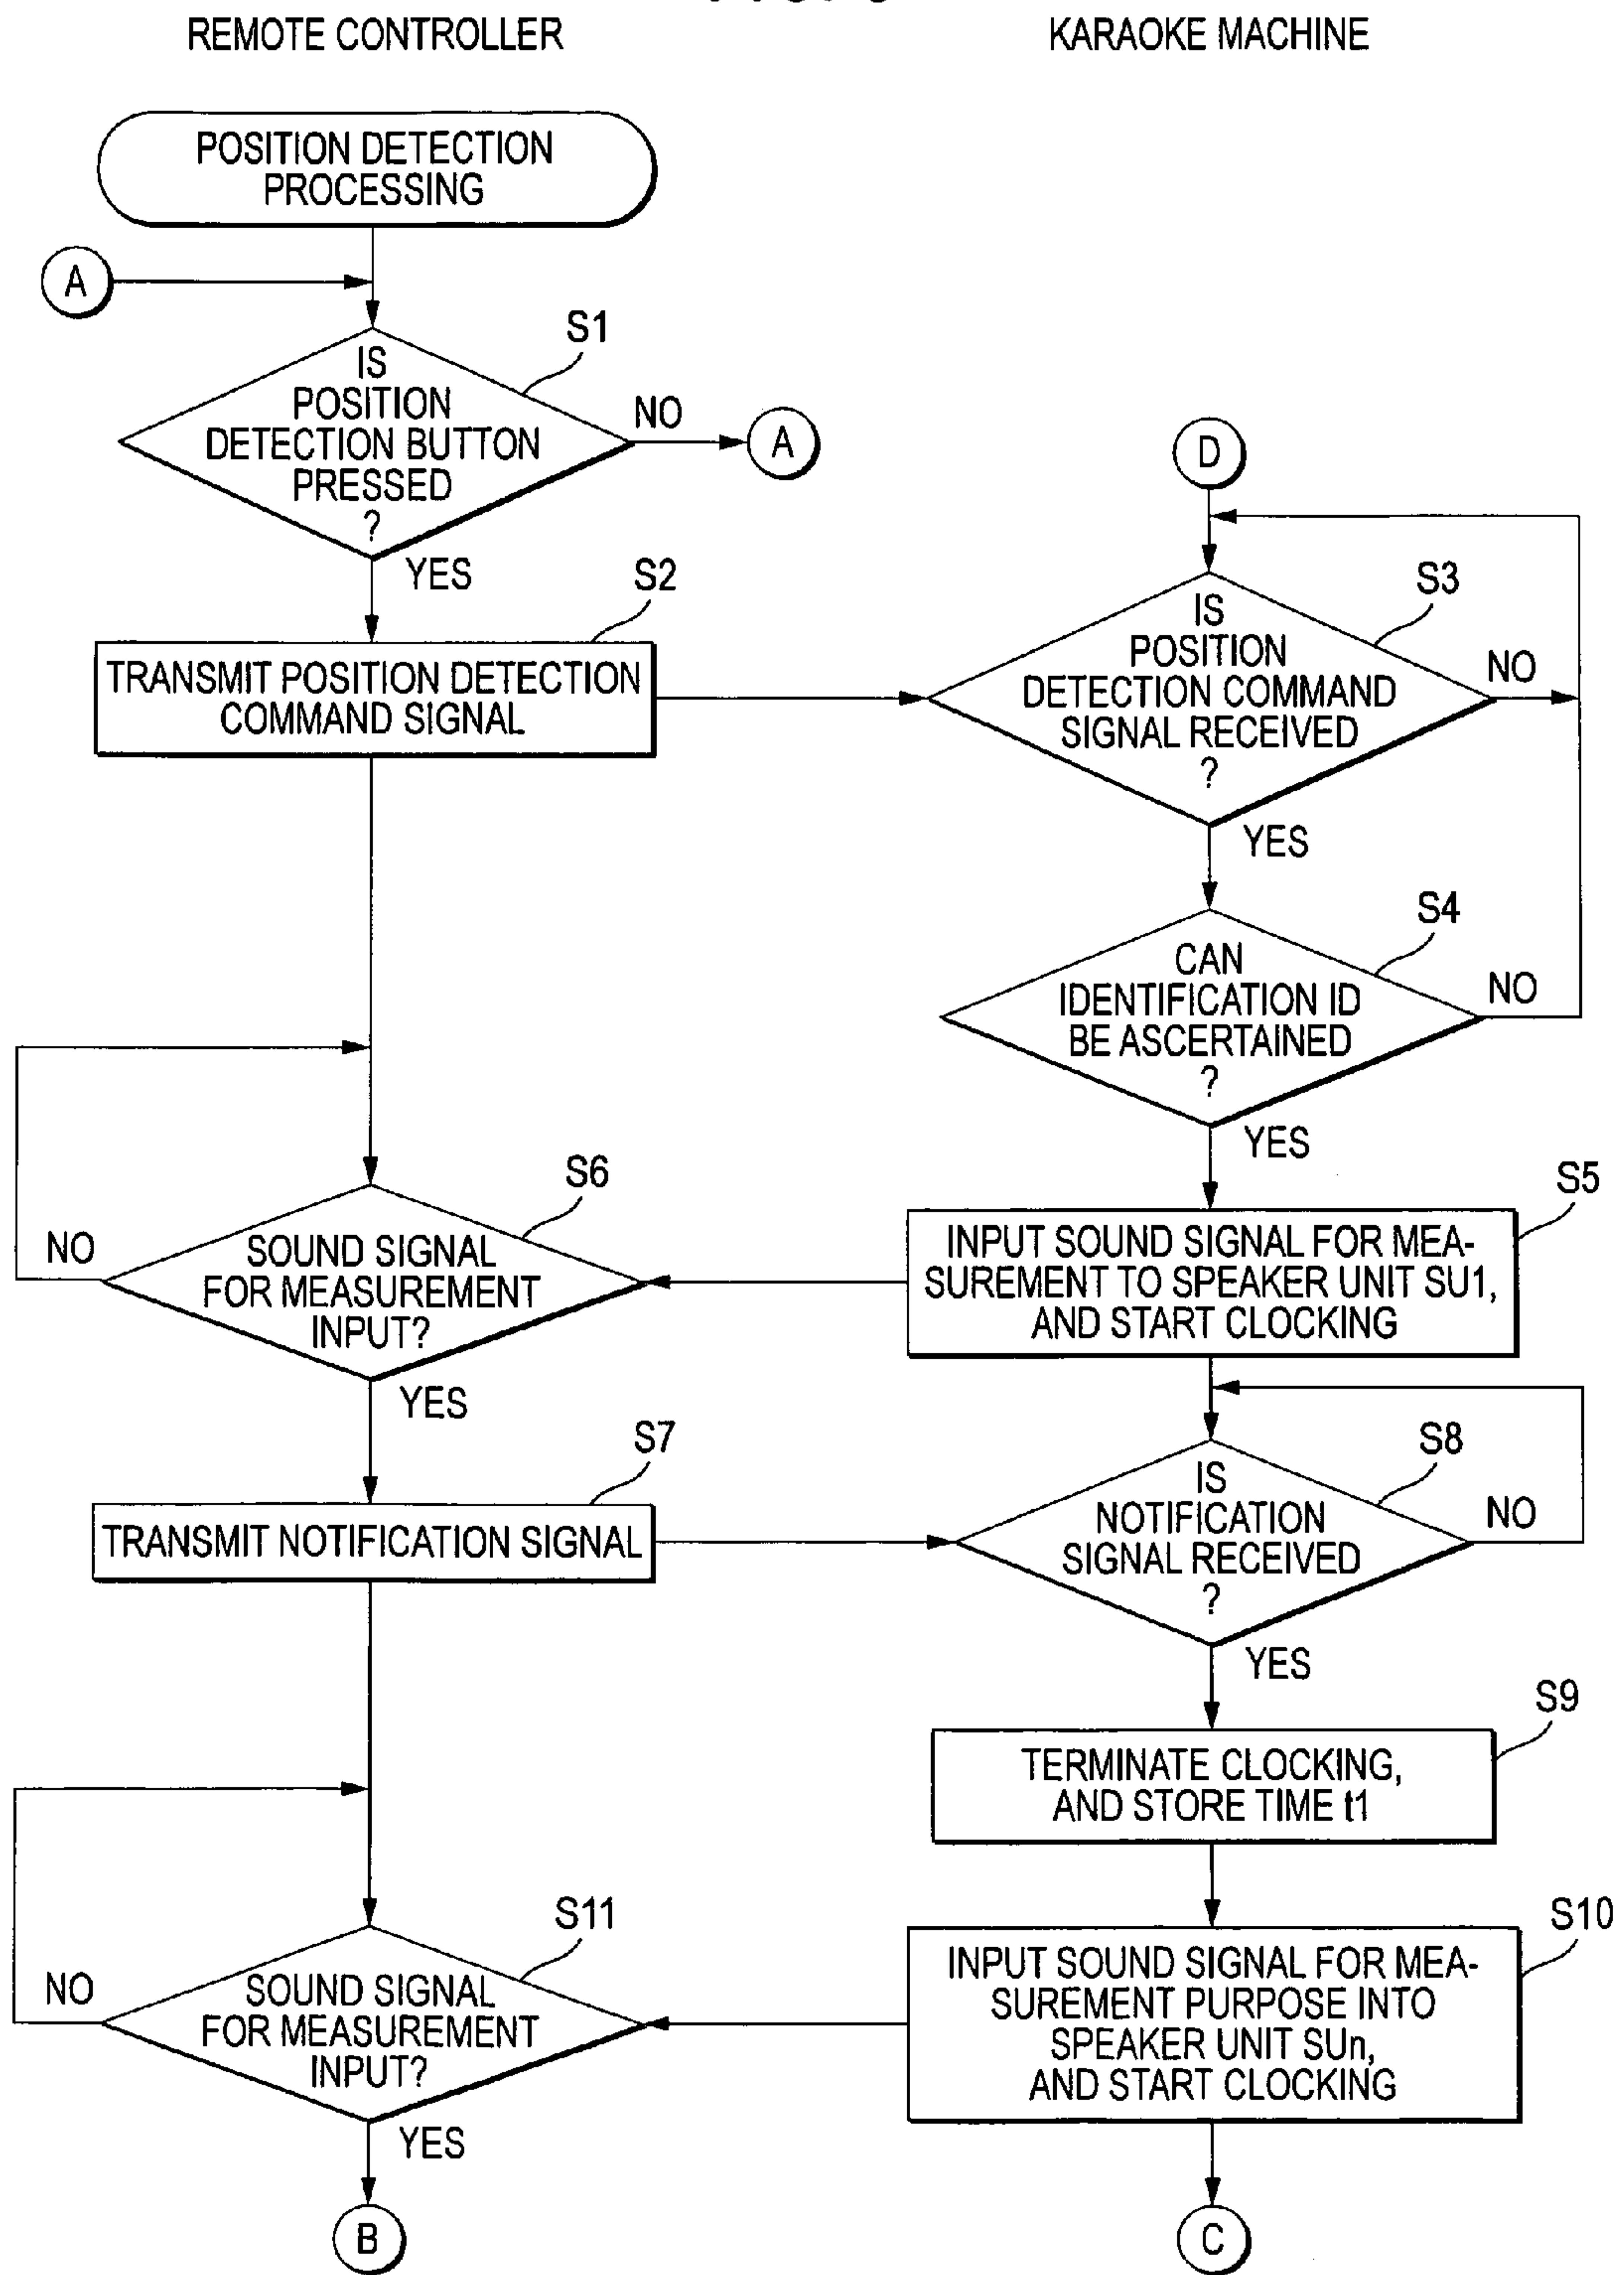 REMOTE CONTROLLER
KARAOKE MACHINE
POSITION DETECTION
PROCESSING
A
S1
IS
POSITION
DETECTION BUTTON
PRESSED
?
NO
A
YES
S2
TRANSMIT POSITION DETECTION
COMMAND SIGNAL
D
S3
IS
POSITION
DETECTION COMMAND
SIGNAL RECEIVED
?
NO
YES
S4
CAN
IDENTIFICATION ID
BE ASCERTAINED
?
NO
YES
S5
INPUT SOUND SIGNAL FOR MEA-
SUREMENT TO SPEAKER UNIT SU1,
AND START CLOCKING
S6
SOUND SIGNAL
FOR MEASUREMENT
INPUT?
NO
YES
S7
TRANSMIT NOTIFICATION SIGNAL
S8
IS
NOTIFICATION
SIGNAL RECEIVED
?
NO
YES
S9
TERMINATE CLOCKING,
AND STORE TIME t1
S10
INPUT SOUND SIGNAL FOR MEA-
SUREMENT PURPOSE INTO
SPEAKER UNIT SUn,
AND START CLOCKING
S11
SOUND SIGNAL
FOR MEASUREMENT
INPUT?
NO
YES
B
C